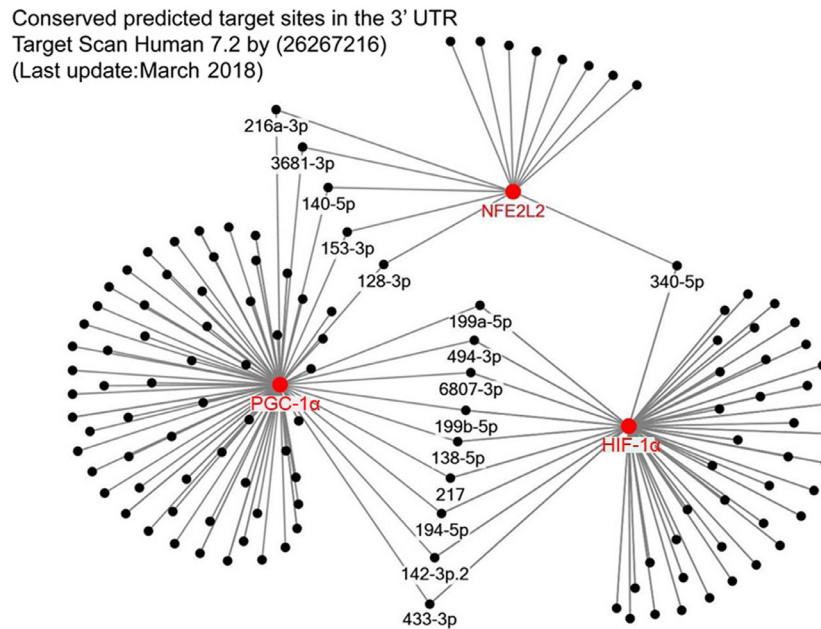 Conserved predicted target sites in the 3’ UTR
Target Scan Human 7.2 by (26267216)
(Last update:March 2018)
216a-3p
3681-3p
140-5p
NFE2L2
153-3p
128-3p
340-5p
199a-5p
494-3p
6807-3p
PGC-1α
199b-5p
HIF-1α
138-5p
217
194-5p
142-3p.2
433-3p